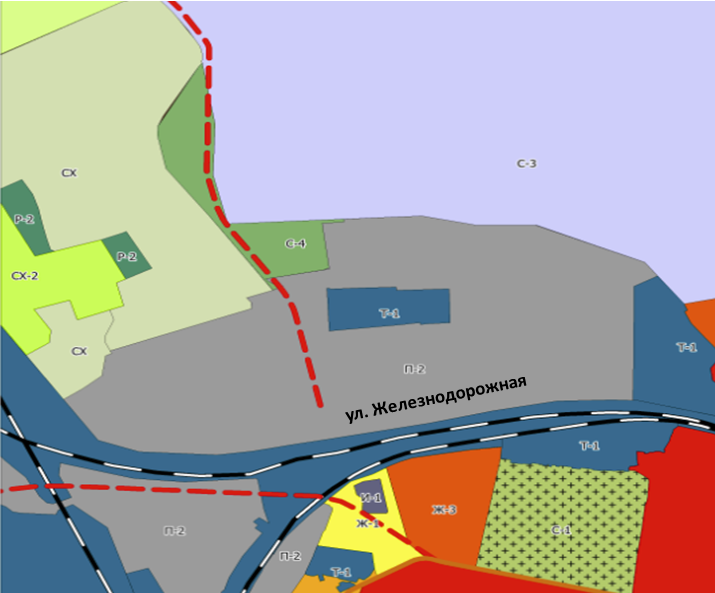 С-3
СХ
Р-2
С-4
Р-2
СХ-2
Т-1
Т-1
СХ
П-2
ул. Железнодорожная
Т-1
И-1
Ж-3
Ж-1
П-2
С-1
П-2
Т-1